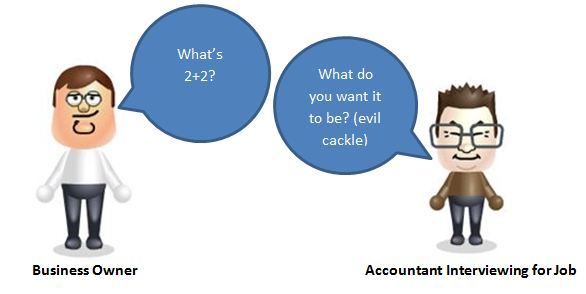 What's
2+2?
What do
you want it
to be? (evil
cackle)
Business Owner
Accountant Interviewing for Job